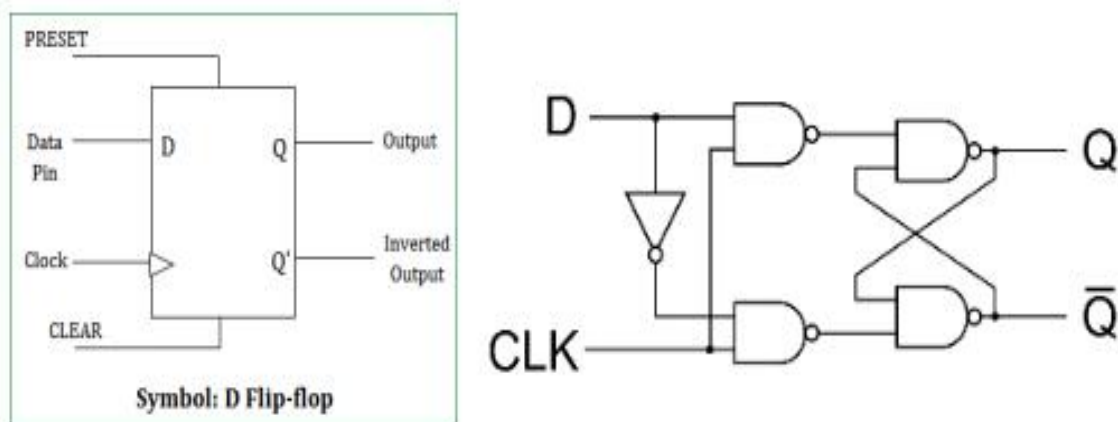 PRESET
Data
Pin
D
Q
Output
Clock
Q'
Inverted
Output
CLEAR
Symbol: D Flip-flop
D
Q
CLK
Q̅